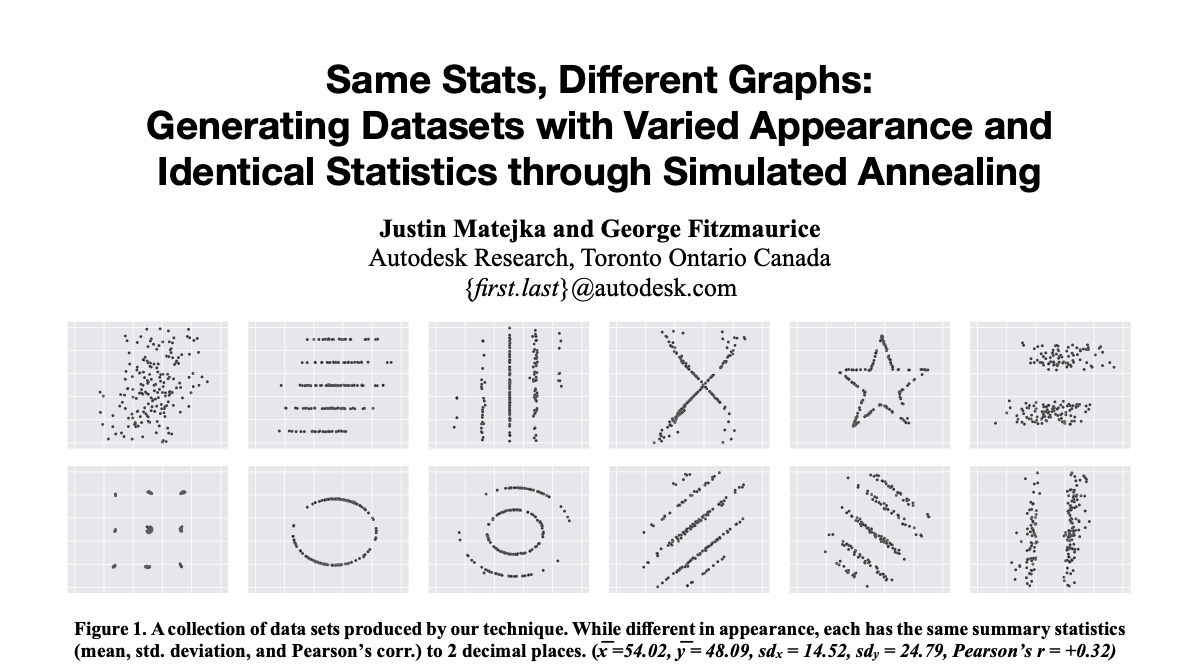 Same Stats, Different Graphs:
Generating Datasets with Varied Appearance and
Identical Statistics through Simulated Annealing
Justin Matejka and George Fitzmaurice
Autodesk Research, Toronto Ontario Canada
{first.last}@autodesk.com
Figure 1. A collection of data sets produced by our technique. While different in appearance, each has the same summary statistics
(mean, std. deviation, and Pearson’s corr.) to 2 decimal places. (x̅ =54.02, y̅ = 48.09, sdₓ = 14.52, sdy = 24.79, Pearson’s r = +0.32)